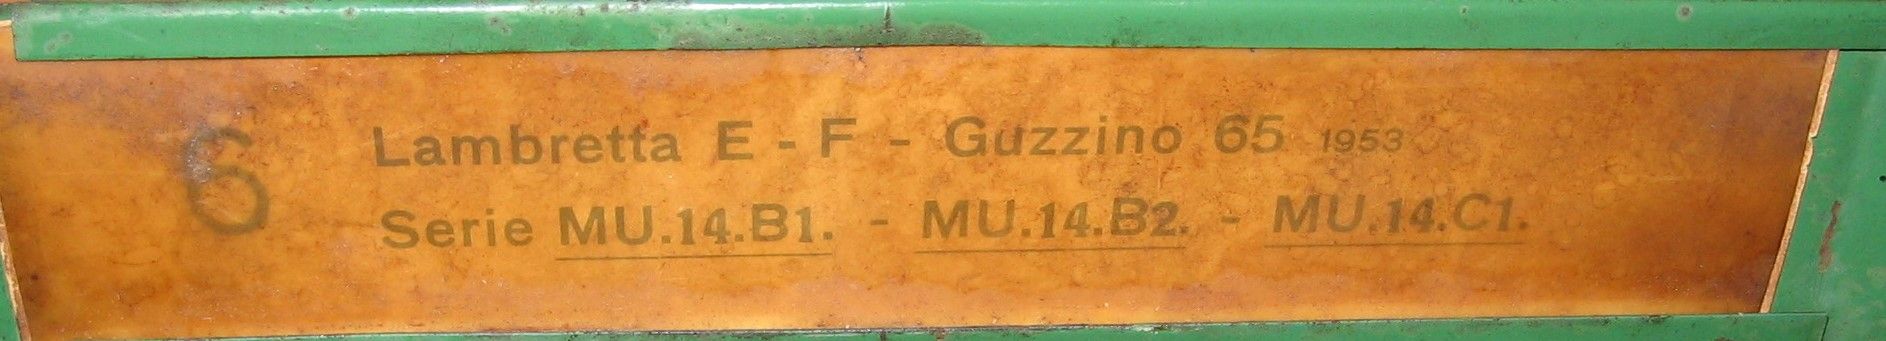 6
Lambretta E - F - Guzzino 65 1953
Serie MU.14.B1. - MU.14.B2. - MU.14.C1.